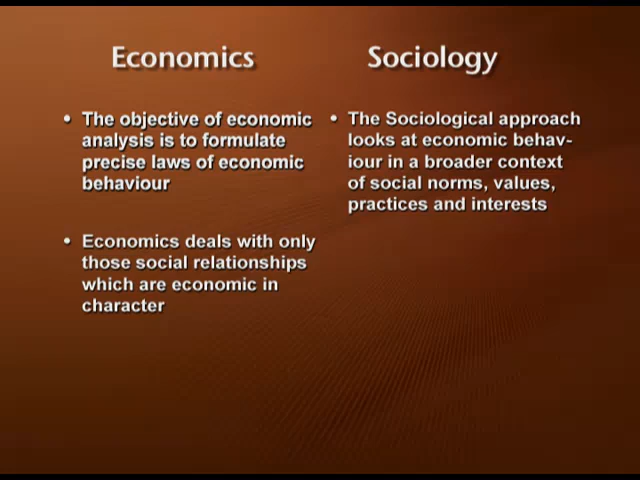 Economics
• The objective of economic
analysis is to formulate
precise laws of economic
behaviour
• Economics deals with only
those social relationships
which are economic in
character
Sociology
• The Sociological approach
looks at economic behav-
iour in a broader context
of social norms, values,
practices and interests